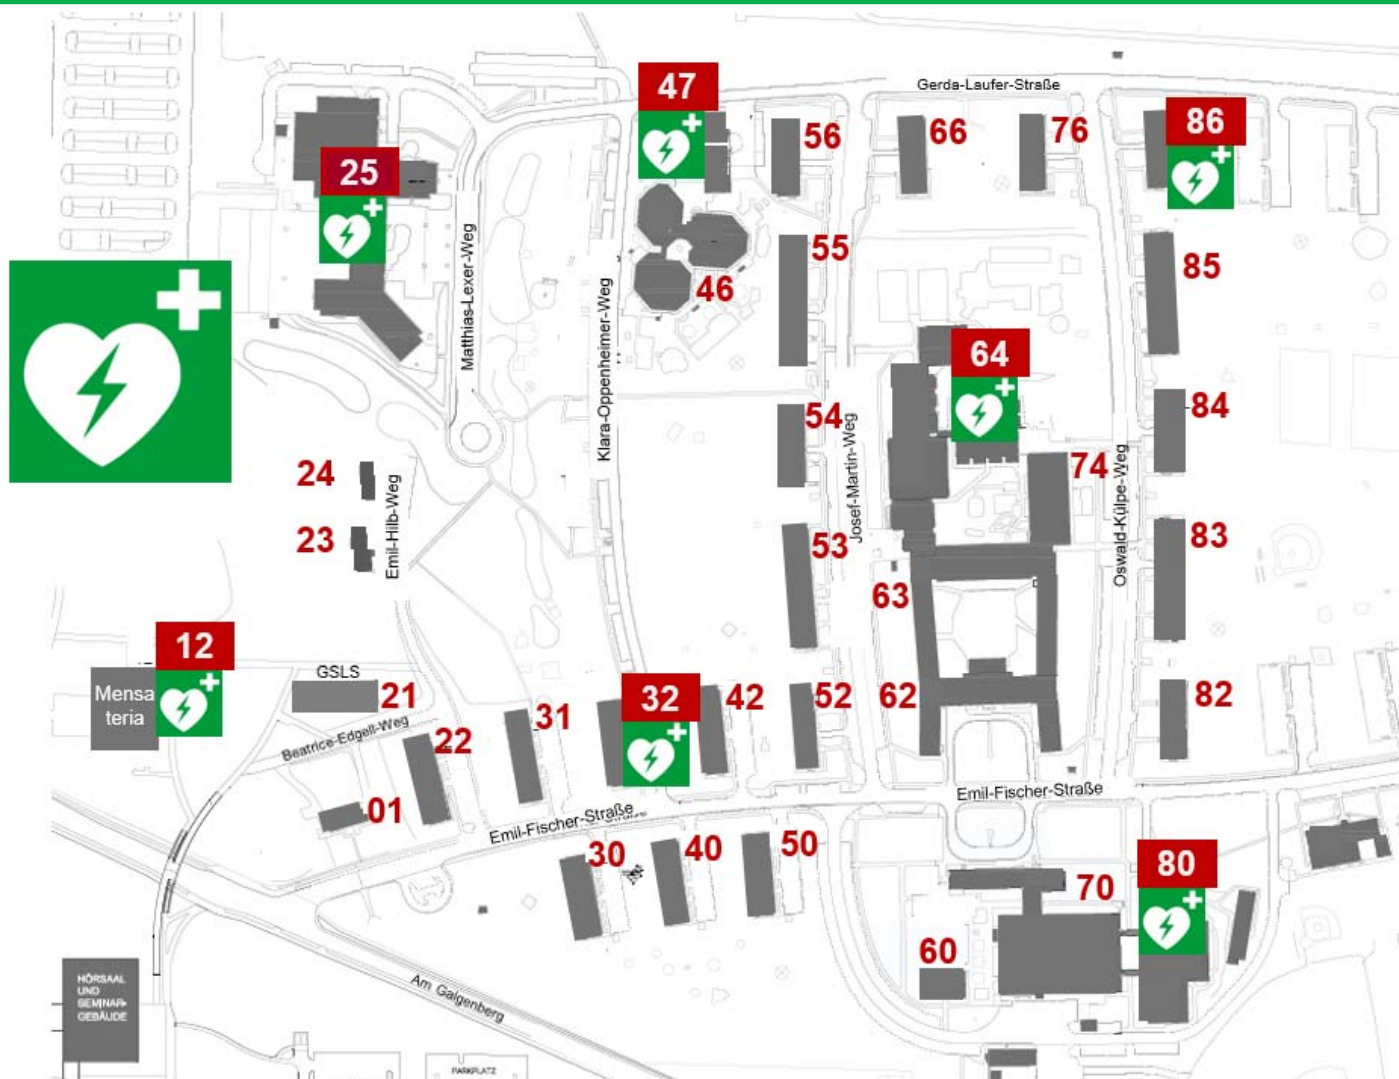 Gerda-Laufer-Straße
47
56
66
76
86
25
55
85
46
Matthias-Lexer-Weg
Klara-Oppenheimer-Weg
64
54
84
Josef-Martin-Weg
74
Oswald-Külpe-Weg
24
23
Emil-Hilb-Weg
53
83
63
12
Mensa
teria
GSLS
21
32
42
52
62
82
31
22
Beatrice-Edgell-Weg
01
Emil-Fischer-Straße
Emil-Fischer-Straße
30
40
50
80
70
60
HÖRSAAL
UND
SEMINAR-
GEBÄUDE
Am Galgenberg
PARKPLATZ